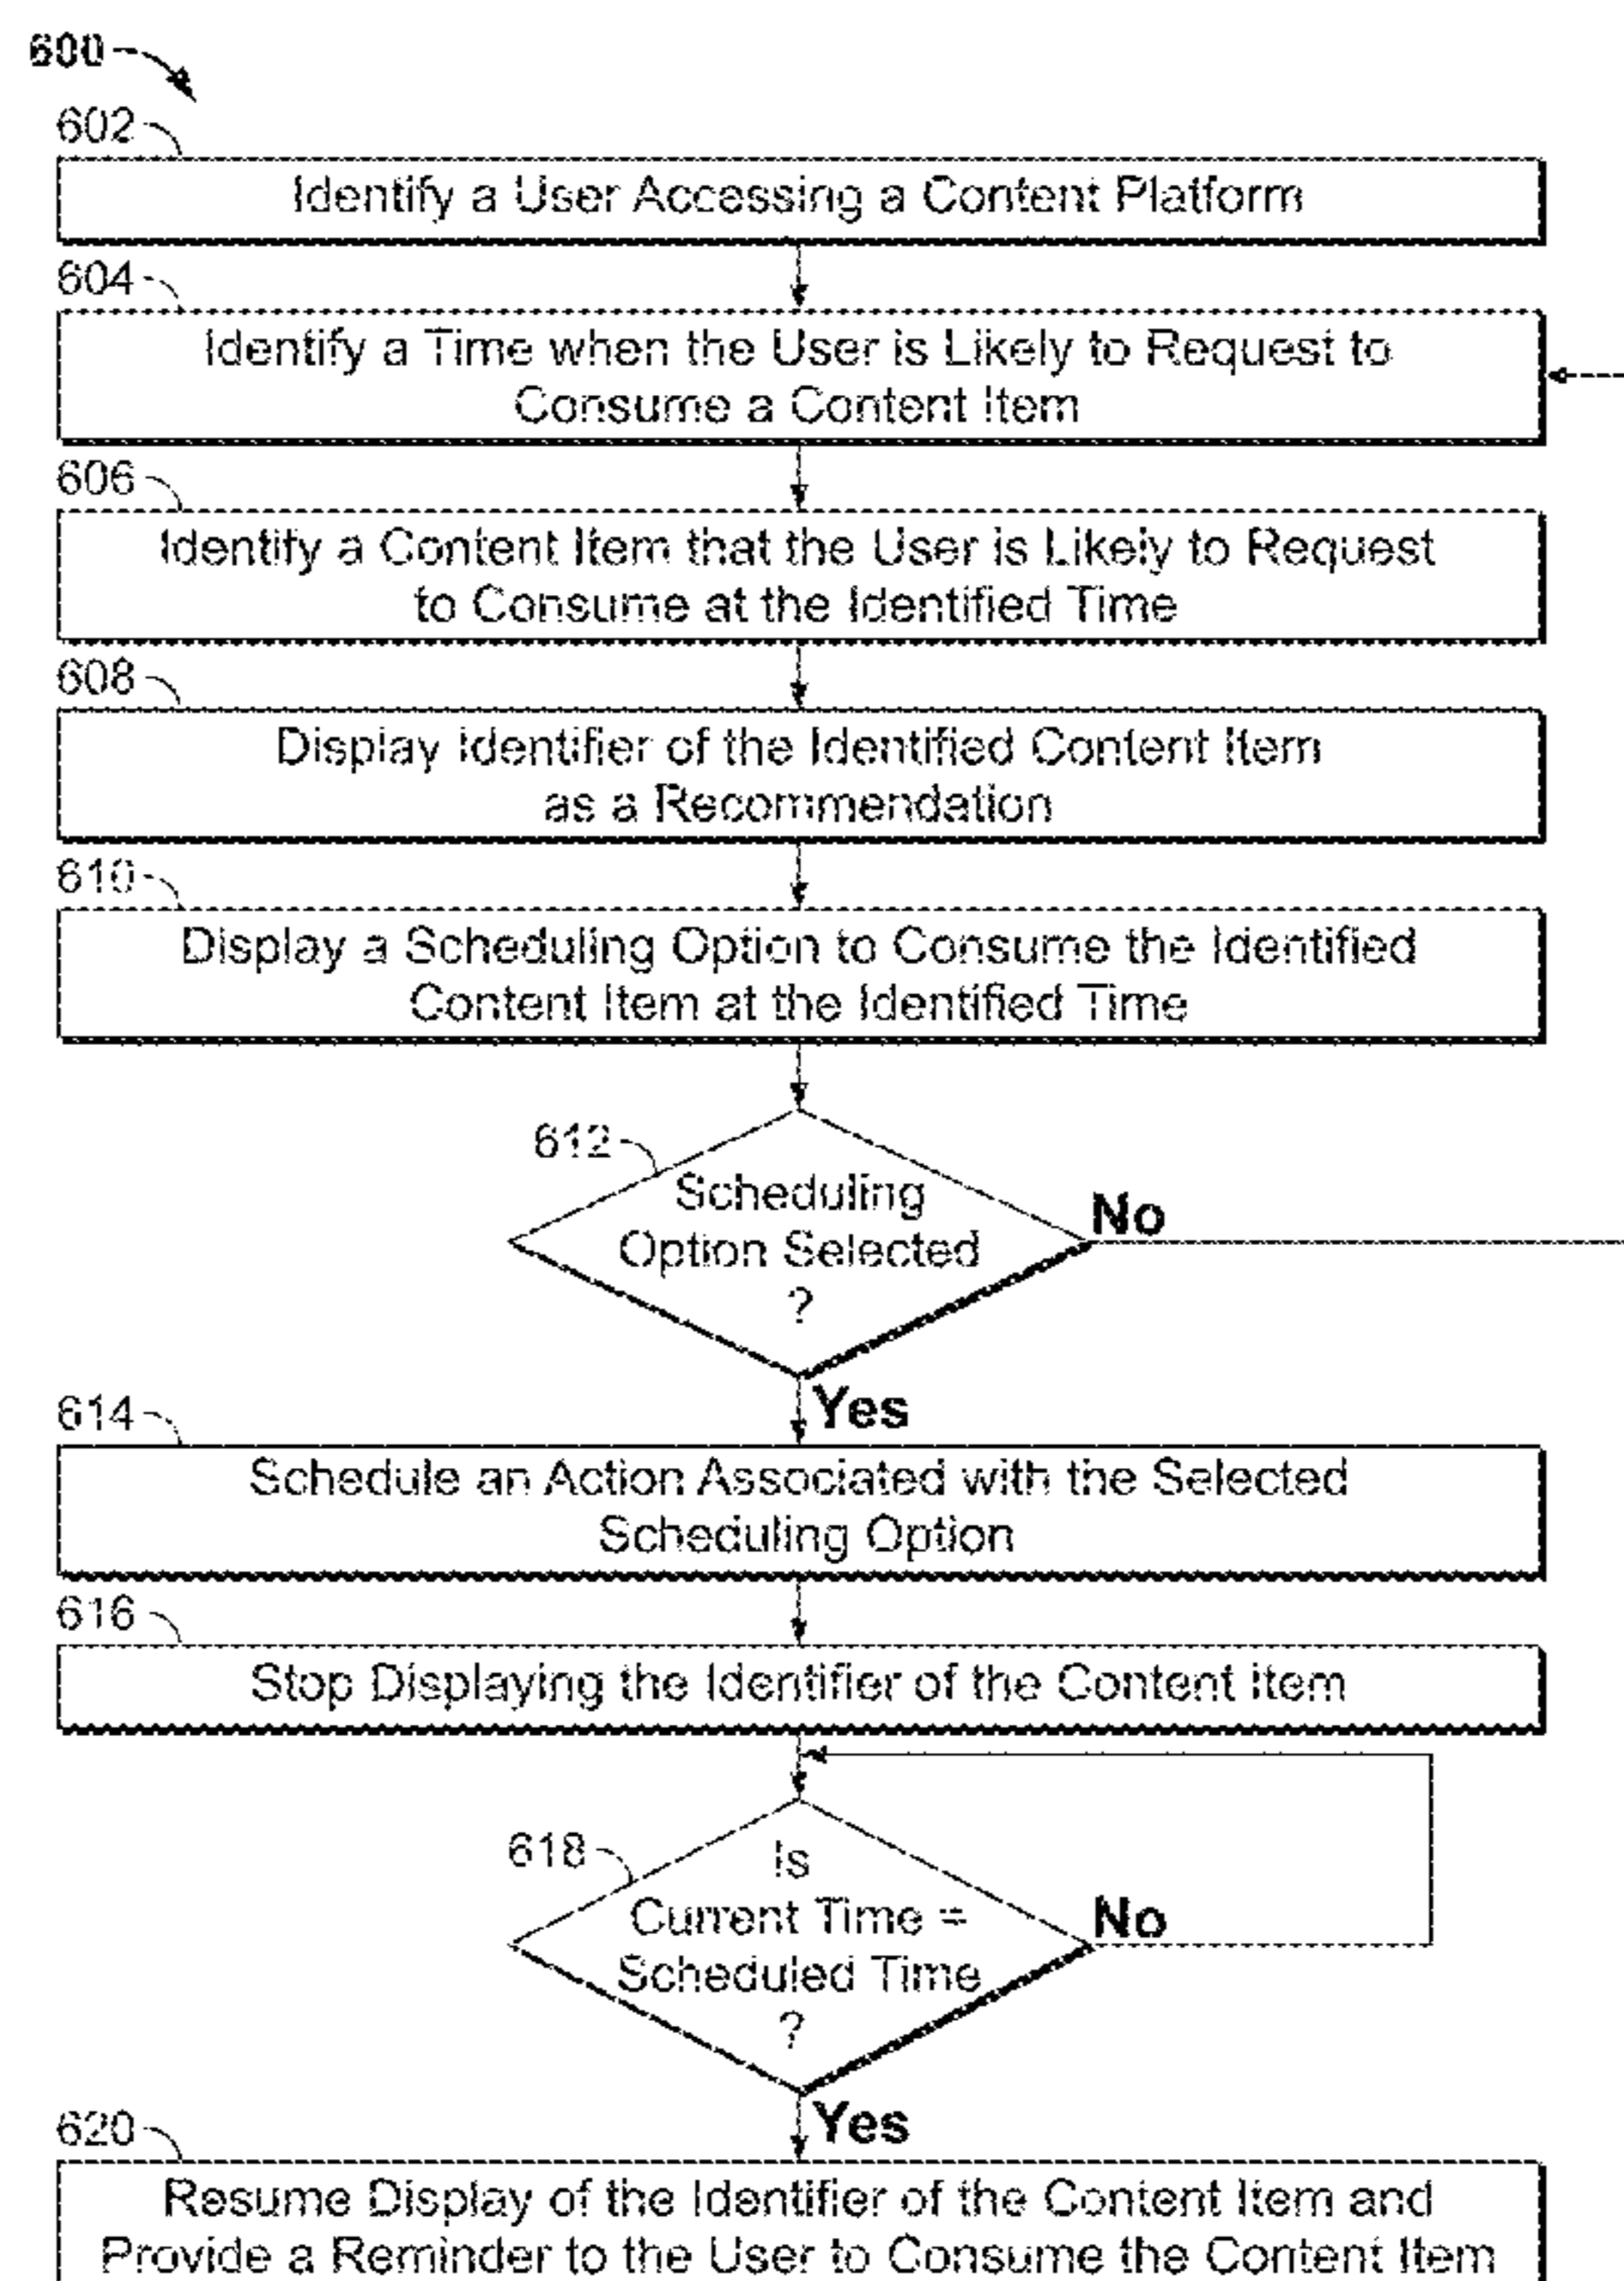 600
602
Identify a User Accessing a Content Platform
604
Identify a Time when the User is Likely to Request to
Consume a Content Item
606
Identify a Content Item that the User is Likely to Request
to Consume at the Identified Time
608
Display Identifier of the Identified Content Item
as a Recommendation
610
Display a Scheduling Option to Consume the Identified
Content Item at the Identified Time
612
Scheduling
Option Selected
?
No
Yes
614
Schedule an Action Associated with the Selected
Scheduling Option
616
Stop Displaying the Identifier of the Content Item
618
Is
Current Time =
Scheduled Time
?
No
Yes
620
Resume Display of the Identifier of the Content Item and
Provide a Reminder to the User to Consume the Content Item